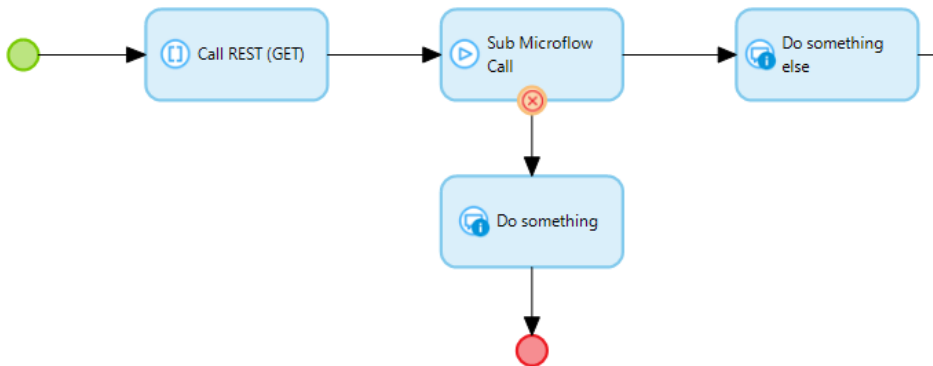 Call REST (GET)
Sub Microflow
Call
Do something
else
Do something